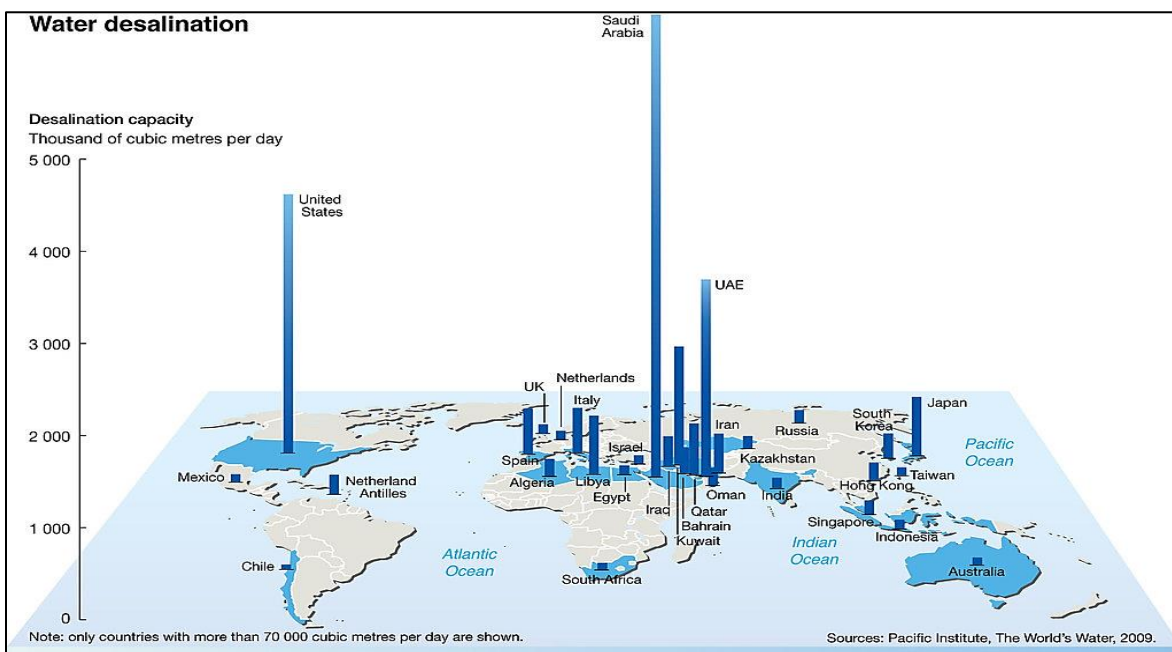 Water desalination
Saudi
Arabia
Desalination capacity
Thousand of cubic metres per day
5 000
4 000
3 000
2 000
1 000
0
United
States
UAE
UK
Netherlands
Italy
Spain
Algeria
Libya
Israel
Egypt
Iraq
Kuwait
Bahrain
Qatar
Oman
Iran
Kazakhstan
Russia
India
South
Korea
Japan
Hong Kong
Taiwan
Singapore
Indonesia
Australia
Mexico
Netherland
Antilles
Chile
South Africa
Atlantic
Ocean
Indian
Ocean
Pacific
Ocean
Note: only countries with more than 70 000 cubic metres per day are shown.
Sources: Pacific Institute, The World's Water, 2009.